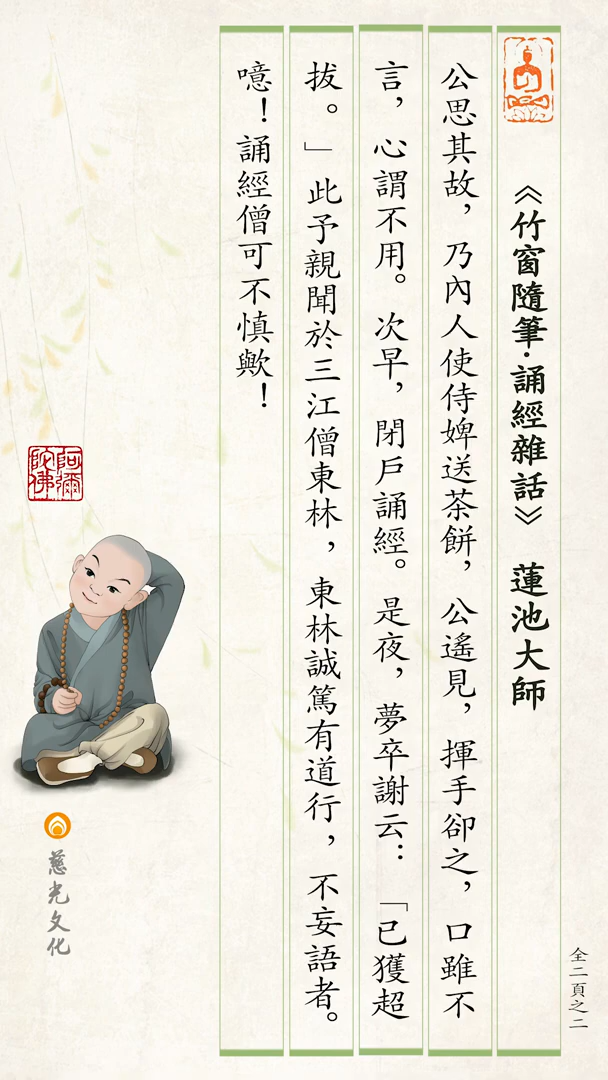 《竹窗隨筆·誦經雜話》 蓮池大師
公思其故，乃內人使侍婢送茶餅，公遙見，揮手卻之，口雖不
言，心謂不用。次早，閉戶誦經。是夜，夢卒謝云：「已獲超
拔。」此予親聞於三江僧東林，東林誠篤有道行，不妄語者。
噫！誦經僧可不慎歟！
全二頁之二
阿彌陀佛
慈光文化